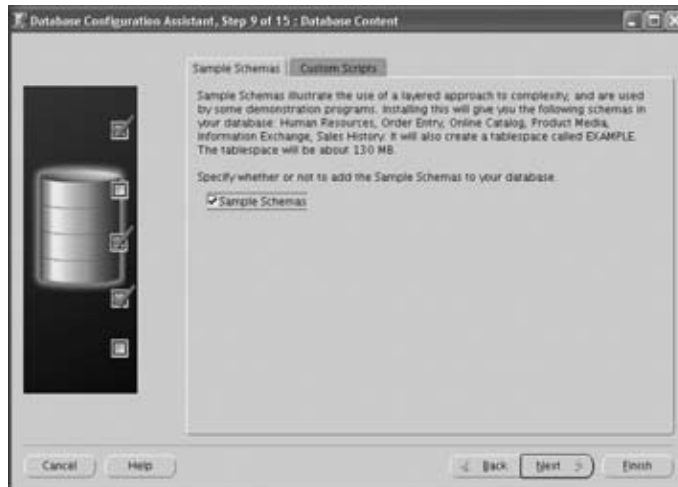 Database Configuration Assistant, Step 9 of 15 : Database Content
Sample Schemas
Custom Scripts
Sample Schemas illustrate the use of a layered approach to complexity, and are used
by some demonstration programs. Installing this will give you the following schemas in
your database: Human Resources, Order Entry, Online Catalog, Product Media,
Information Exchange, Sales History. It will also create a tablespace called EXAMPLE.
The tablespace will be about 130 MB.
Specify whether or not to add the Sample Schemas to your database.
Sample Schemas
Cancel
Help
Back
Next
Finish